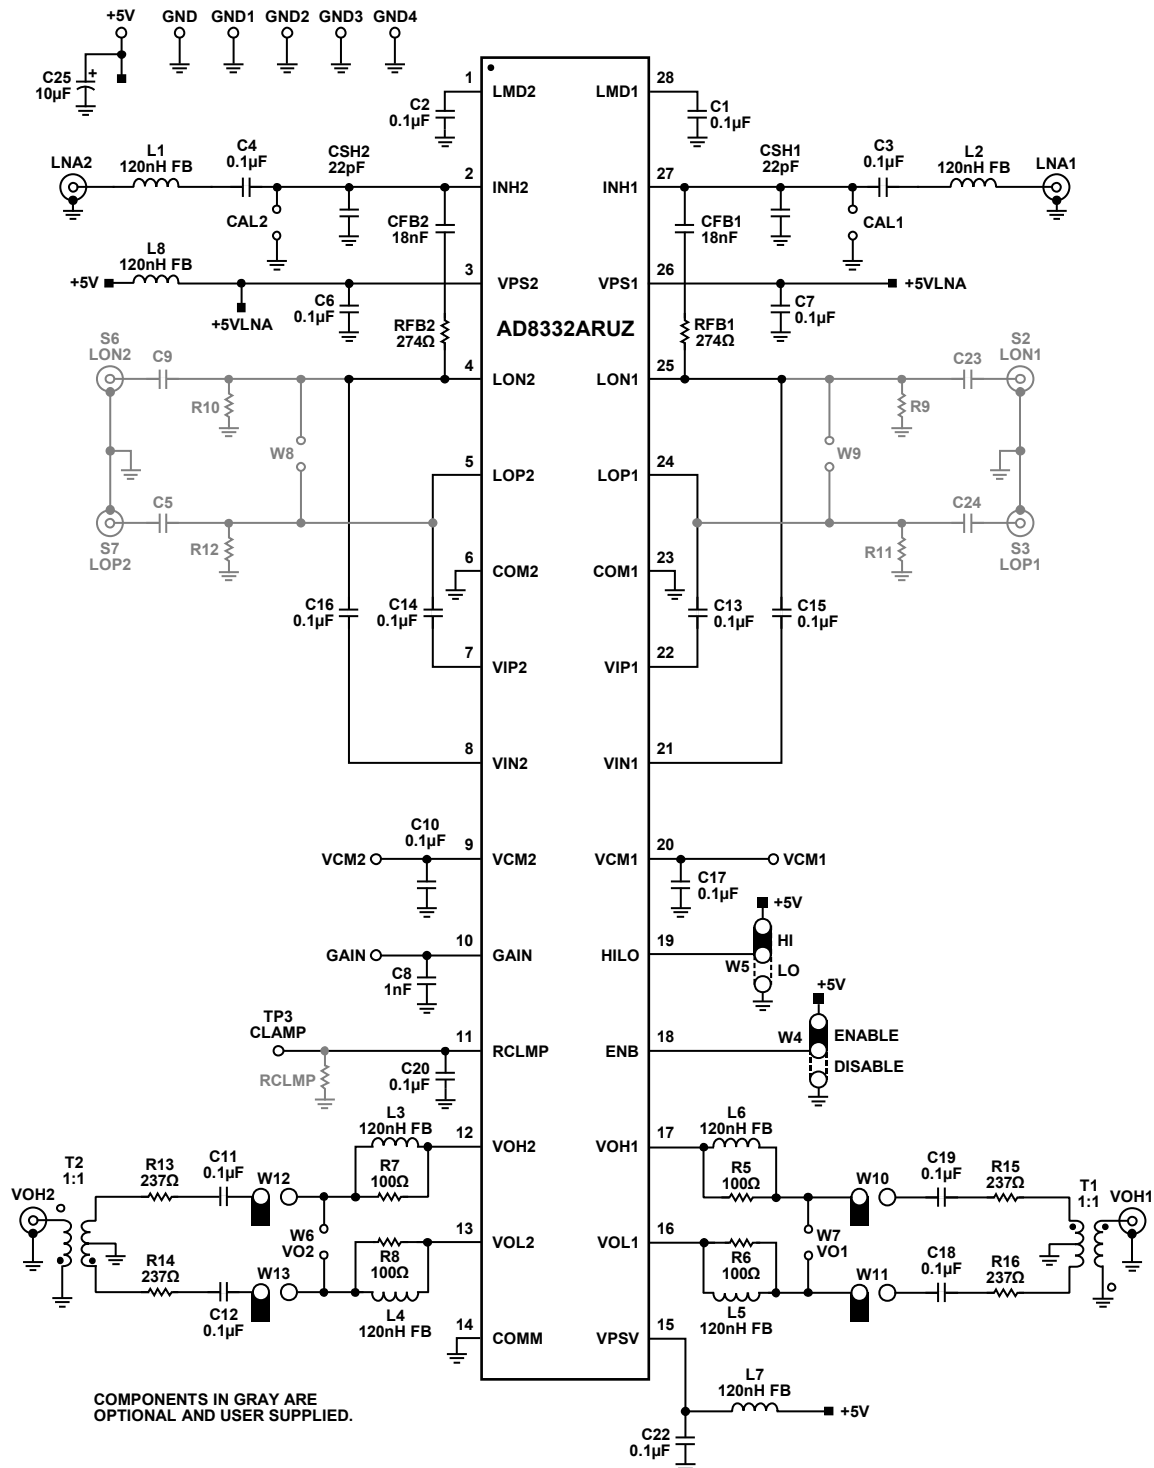 +5V
GND GND1 GND2 GND3 GND4
C25
10µF
1
LMD2
LMD1
28
C2
0.1µF
C1
0.1µF
LNA2
L1
120nH FB
C4
0.1µF
CSH2
22pF
2
INH2
INH1
27
CSH1
22pF
C3
0.1µF
L2
120nH FB
LNA1
CAL2
CFB2
18nF
CFB1
18nF
CAL1
L8
120nH FB
+5V
+5VLNA
C6
0.1µF
3
VPS2
VPS1
26
C7
0.1µF
+5VLNA
AD8332ARUZ
RFB2
274Ω
RFB1
274Ω
S6
LON2
C9
R10
W8
4
LON2
LON1
25
C23
R9
W9
S2
LON1
5
LOP2
LOP1
24
S7
LOP2
C5
R12
C24
R11
S3
LOP1
6
COM2
COM1
23
C16
0.1µF
C14
0.1µF
C13
0.1µF
C15
0.1µF
7
VIP2
VIP1
22
8
VIN2
VIN1
21
VCM2
C10
0.1µF
9
VCM2
VCM1
20
C17
0.1µF
VCM1
GAIN
C8
1nF
10
GAIN
HILO
19
+5V
HI
W5
LO
TP3
CLAMP
RCLMP
C20
0.1µF
11
RCLMP
ENB
18
+5V
W4
ENABLE
DISABLE
L3
120nH FB
12
VOH2
VOH1
17
L6
120nH FB
VOH2
T2
1:1
R13
237Ω
C11
0.1µF
W12
R7
100Ω
R5
100Ω
W10
C19
0.1µF
R15
237Ω
T1
1:1
VOH1
W6
VO2
W7
VO1
R14
237Ω
C12
0.1µF
W13
R8
100Ω
L4
120nH FB
13
VOL2
VOL1
16
R6
100Ω
L5
120nH FB
W11
C18
0.1µF
R16
237Ω
14
COMM
VPSV
15
L7
120nH FB
+5V
C22
0.1µF
COMPONENTS IN GRAY ARE
OPTIONAL AND USER SUPPLIED.